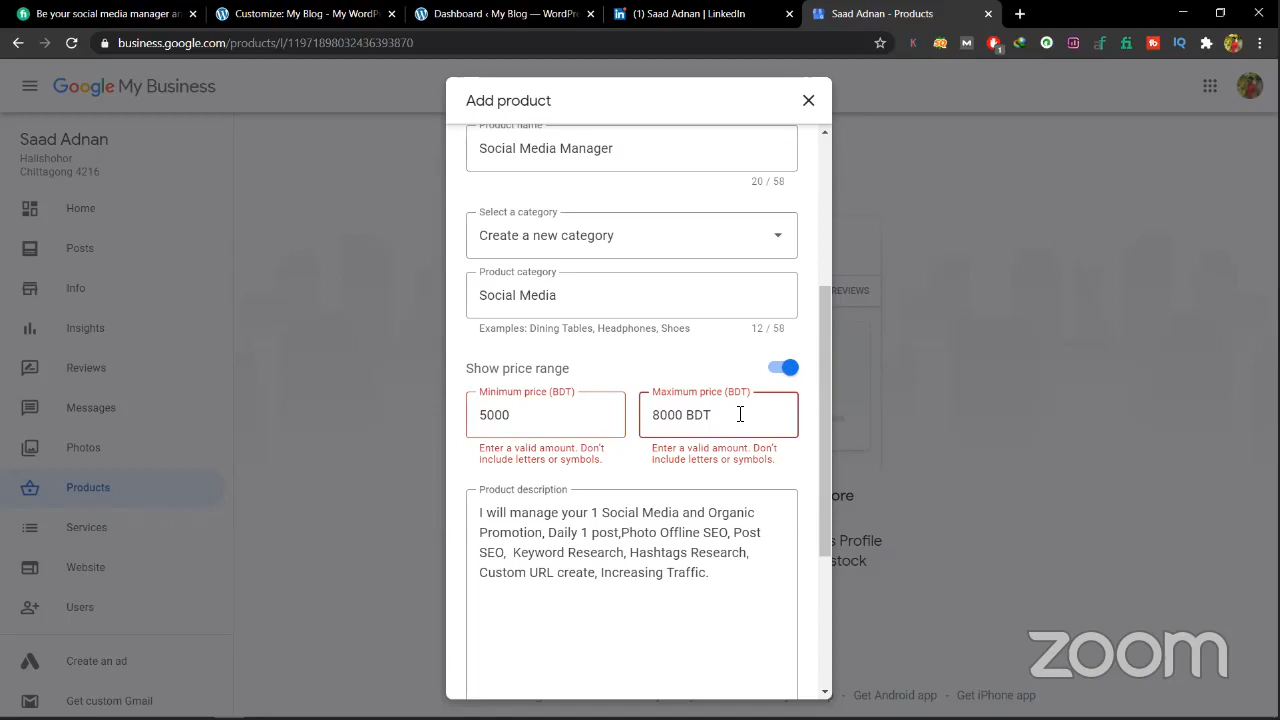 Be your social media manager an
Customize: My Blog - My WordP
Dashboard ‹ My Blog — WordPre
(1) Saad Adnan | LinkedIn
Saad Adnan - Products
business.google.com/products/l/11971898032436393870
Google My Business
Saad Adnan
Halishohor
Chittagong 4216
Home
Posts
Info
Insights
Reviews
Messages
Photos
Products
Services
Website
Users
Create an ad
Get custom Gmail
Add product
Product name
Social Media Manager
20 / 58
Select a category
Create a new category
Product category
Social Media
Examples: Dining Tables, Headphones, Shoes
12 / 58
Show price range
Minimum price (BDT)
5000
Enter a valid amount. Don't
include letters or symbols.
Maximum price (BDT)
8000 BDT
Enter a valid amount. Don't
include letters or symbols.
Product description
I will manage your 1 Social Media and Organic
Promotion, Daily 1 post,Photo Offline SEO, Post
SEO,  Keyword Research, Hashtags Research,
Custom URL create, Increasing Traffic.
REVIEWS
ore
s Profile
stock
Get Android app
Get iPhone app
zoom